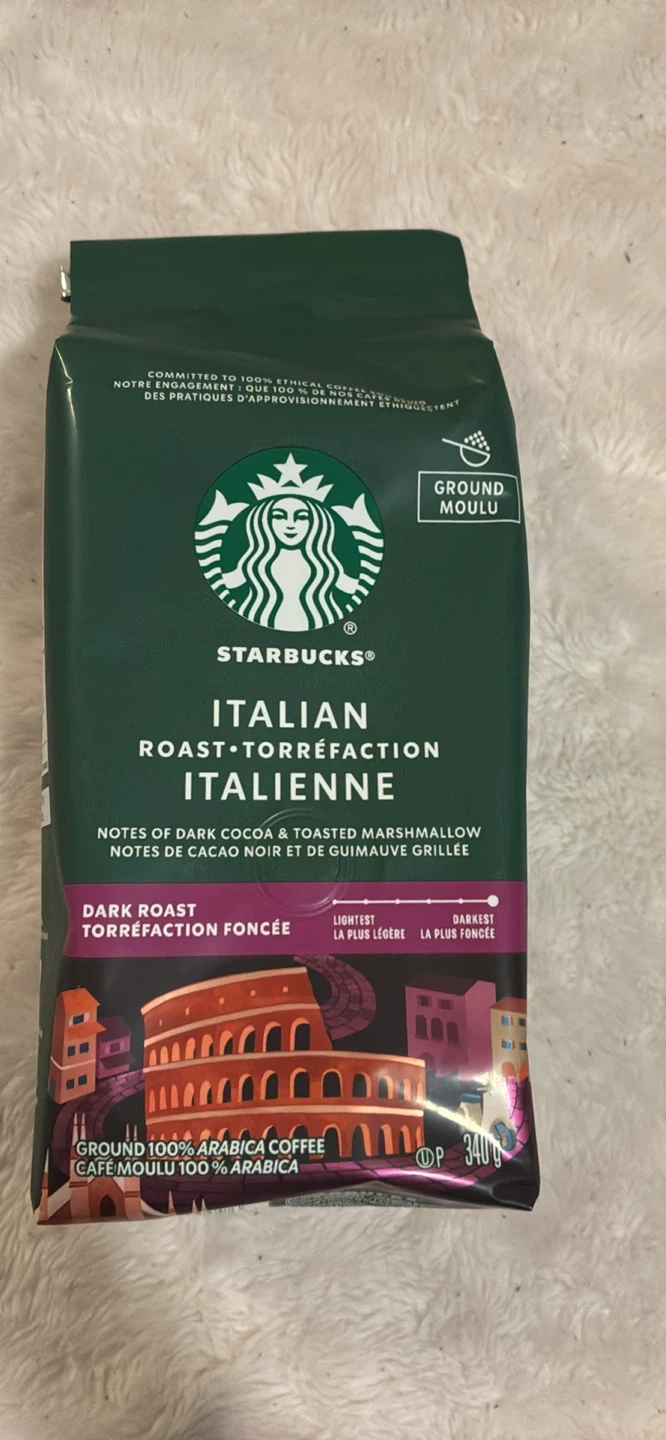 COMMITTED TO 100% ETHICAL COFFEE
NOTRE ENGAGEMENT : QUE 100 % DE NOS CAFÉS
DES PRATIQUES D'APPROVISIONNEMENT ÉTHIQUE
GROUND
MOULU
STARBUCKS®
ITALIAN
ROAST•TORRÉFACTION
ITALIENNE
NOTES OF DARK COCOA & TOASTED MARSHMALLOW
NOTES DE CACAO NOIR ET DE GUIMAUVE GRILLÉE
DARK ROAST
TORRÉFACTION FONCÉE
LIGHTEST
LA PLUS LÉGÈRE
DARKEST
LA PLUS FONCÉE
GROUND 100% ARABICA COFFEE
CAFÉ MOULU 100 % ARABICA
U P
340 g